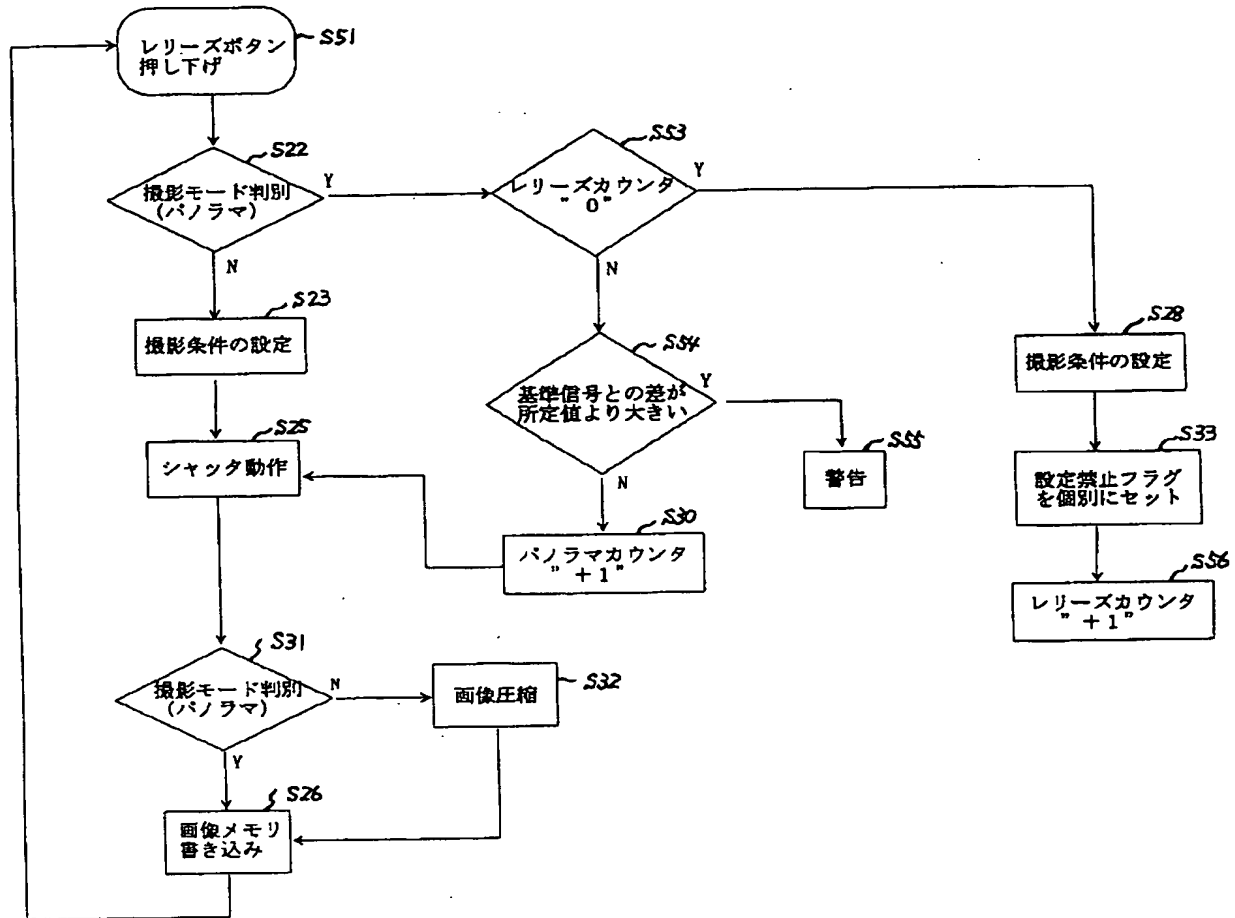 レリーズボタン
押し下げ
S51
撮影モード判別
(パノラマ)
S22
Y
N
レリーズカウンタ
"0"
S53
Y
N
撮影条件の設定
S23
基準信号との差が
所定値より大きい
S54
Y
N
撮影条件の設定
S28
シャッタ動作
S25
警告
S55
設定禁止フラグ
を個別にセット
S33
パノラマカウンタ
"+1"
S30
レリーズカウンタ
"+1"
S56
撮影モード判別
(パノラマ)
S31
N
Y
画像圧縮
S32
画像メモリ
書き込み
S26